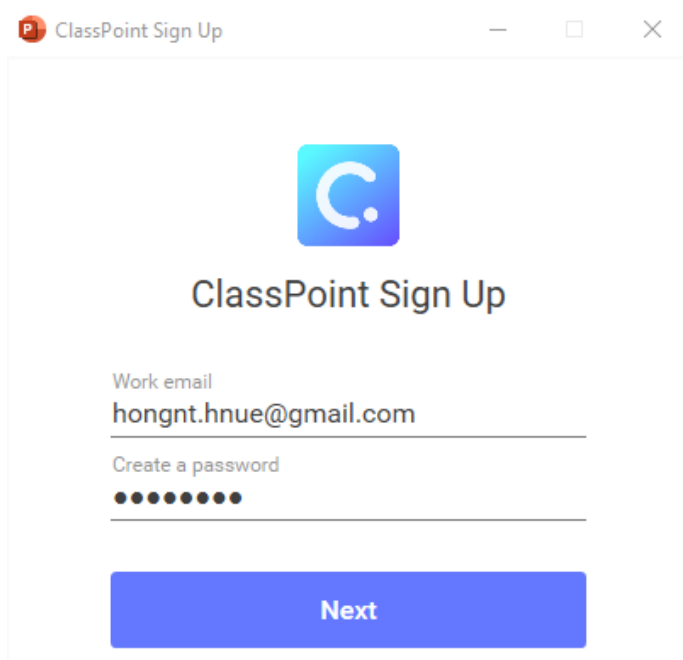 ClassPoint Sign Up
ClassPoint Sign Up
Work email
hongnt.hnue@gmail.com
Create a password
●●●●●●●●
Next